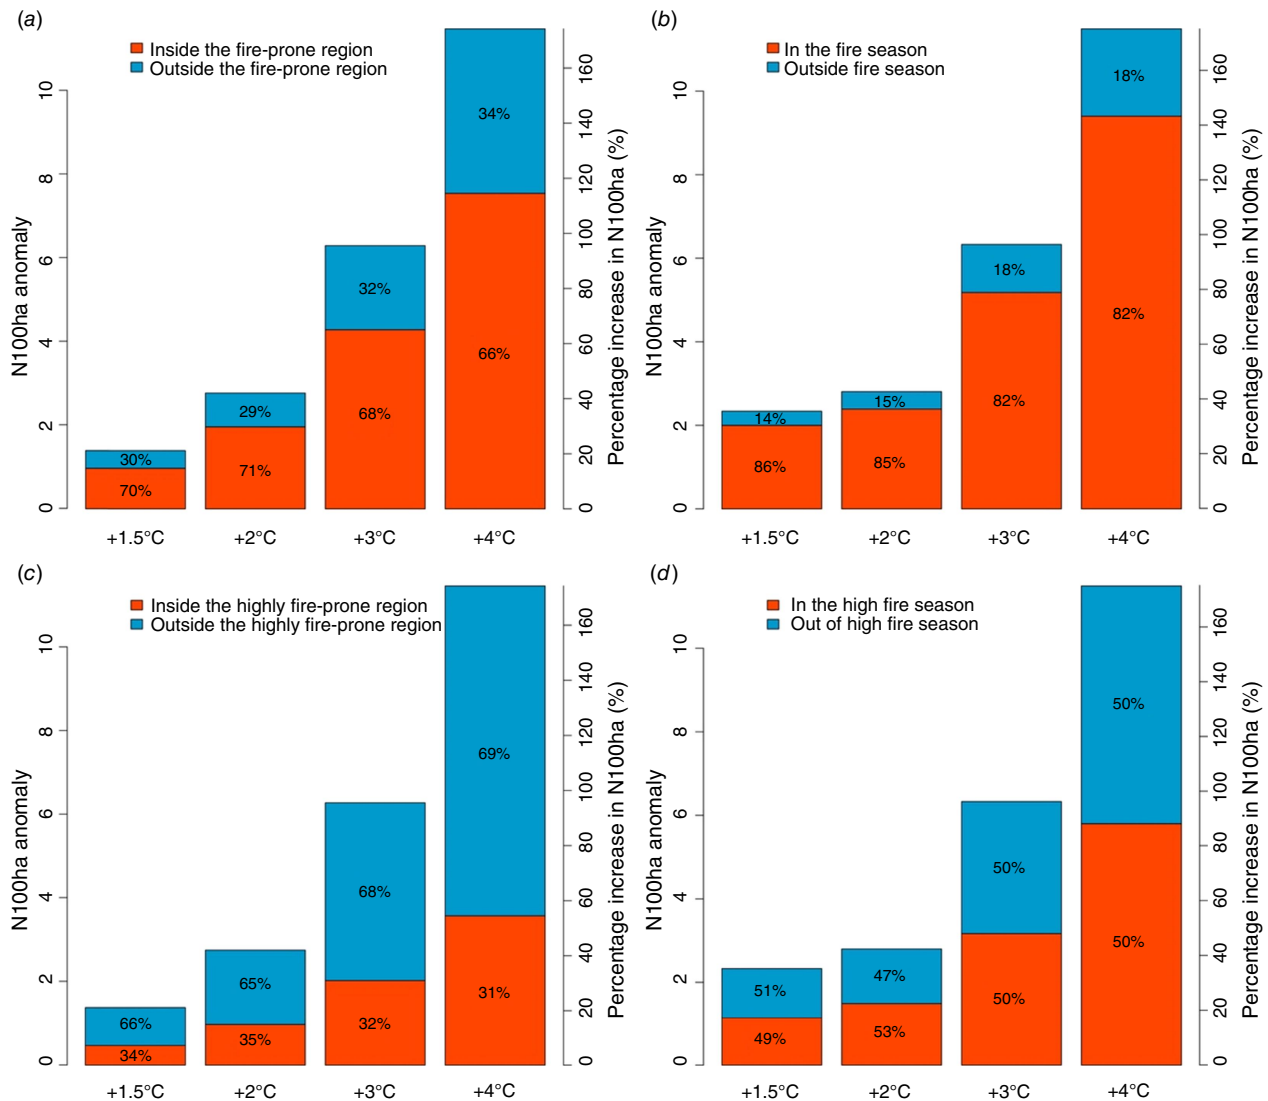 (a)
Inside the fire-prone region
Outside the fire-prone region
N100ha anomaly
0
2
4
6
8
10
30%
70%
29%
71%
32%
68%
34%
66%
+1.5°C
+2°C
+3°C
+4°C
0
20
40
60
80
100
120
140
160
Percentage increase in N100ha (%)
(b)
In the fire season
Outside fire season
N100ha anomaly
0
2
4
6
8
10
14%
86%
15%
85%
18%
82%
18%
82%
+1.5°C
+2°C
+3°C
+4°C
0
20
40
60
80
100
120
140
160
Percentage increase in N100ha (%)
(c)
Inside the highly fire-prone region
Outside the highly fire-prone region
N100ha anomaly
0
2
4
6
8
10
66%
34%
65%
35%
68%
32%
69%
31%
+1.5°C
+2°C
+3°C
+4°C
0
20
40
60
80
100
120
140
160
Percentage increase in N100ha (%)
(d)
In the high fire season
Out of high fire season
N100ha anomaly
0
2
4
6
8
10
51%
49%
47%
53%
50%
50%
50%
50%
+1.5°C
+2°C
+3°C
+4°C
0
20
40
60
80
100
120
140
160
Percentage increase in N100ha (%)